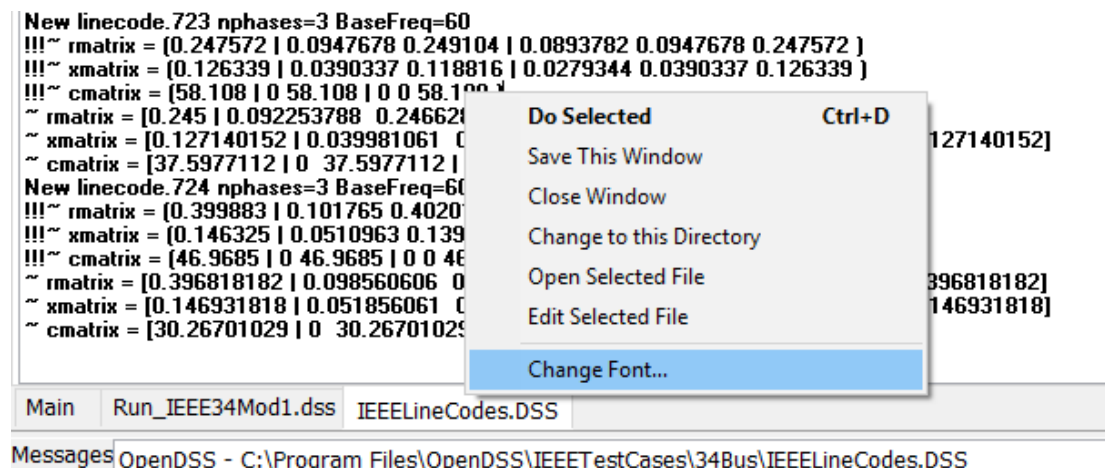 New linecode.723 nphases=3 BaseFreq=60
!!!~ rmatrix = (0.247572 | 0.0947678 0.249104 | 0.0893782 0.0947678 0.247572 )
!!!~ xmatrix = (0.126339 | 0.0390337 0.118816 | 0.0279344 0.0390337 0.126339 )
!!!~ cmatrix = (58.108 | 0 58.108 | 0 0 58.108 )
~ rmatrix = [0.245 | 0.092253788 0.246628
~ xmatrix = [0.127140152 | 0.039981061 127140152]
~ cmatrix = [37.5977112 | 0 37.5977112 |
New linecode.724 nphases=3 BaseFreq=60
!!!~ rmatrix = (0.399883 | 0.101765 0.40201
!!!~ xmatrix = (0.146325 | 0.0510963 0.139
!!!~ cmatrix = (46.9685 | 0 46.9685 | 0 0 46
~ rmatrix = [0.396818182 | 0.098560606 0 396818182]
~ xmatrix = [0.146931818 | 0.051856061 146931818]
~ cmatrix = [30.26701029 | 0 30.26701029
Do Selected Ctrl+D
Save This Window
Close Window
Change to this Directory
Open Selected File
Edit Selected File
Change Font...
Main Run_IEEE34Mod1.dss IEEELineCodes.DSS
Messages OpenDSS - C:\Program Files\OpenDSS\IEEETestCases\34Bus\IEEELineCodes.DSS